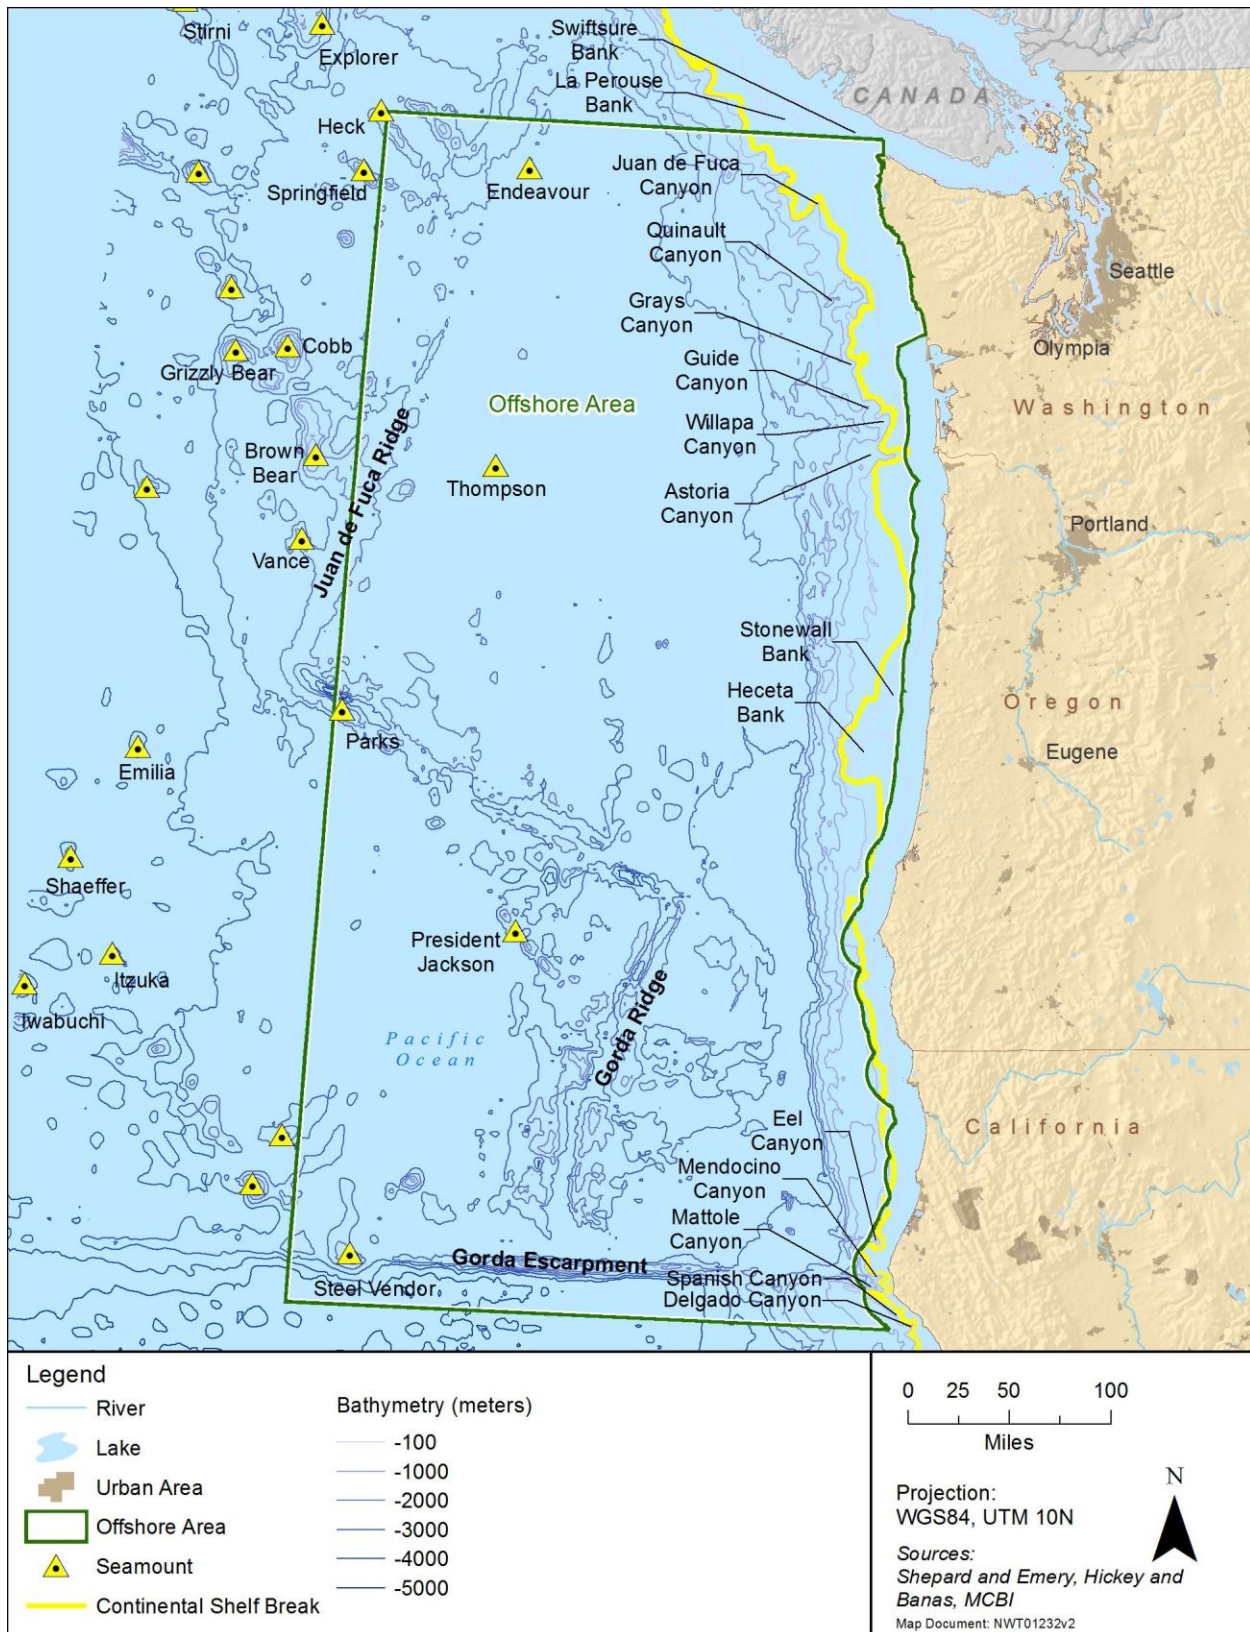 Stirni
Explorer
Swiftsure
Bank
La Perouse
Bank
CANADA
Heck
Springfield
Endeavour
Juan de Fuca
Canyon
Quinault
Canyon
Seattle
Grays
Canyon
Olympia
Cobb
Grizzly Bear
Guide
Canyon
Offshore Area
Washington
Willapa
Canyon
Brown
Bear
Juan de Fuca Ridge
Thompson
Astoria
Canyon
Portland
Vance
Stonewall
Bank
Heceta
Bank
Oregon
Parks
Eugene
Emilia
Shaeffer
President
Jackson
Itzuka
Iwabuchi
Gorda Ridge
Pacific
Ocean
Eel
Canyon
California
Mendocino
Canyon
Mattole
Canyon
Gorda Escarpment
Spanish Canyon
Steel Vendor
Delgado Canyon
Legend
River
Lake
Urban Area
Offshore Area
Seamount
Continental Shelf Break
Bathymetry (meters)
-100
-1000
-2000
-3000
-4000
-5000
0 25 50 100
Miles
N
Projection:
WGS84, UTM 10N
Sources:
Shepard and Emery, Hickey and
Banas, MCBI
Map Document: NWT01232v2